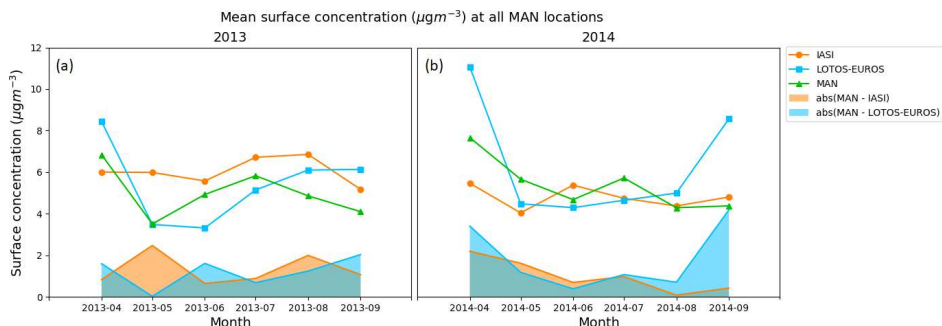 Mean surface concentration (μgm⁻³) at all MAN locations
2013
2014
(a)
(b)
Surface concentration (μgm⁻³)
12
10
8
6
4
2
0
2013-04 2013-05 2013-06 2013-07 2013-08 2013-09
2014-04 2014-05 2014-06 2014-07 2014-08 2014-09
Month
Month
IASI
LOTOS-EUROS
MAN
abs(MAN - IASI)
abs(MAN - LOTOS-EUROS)